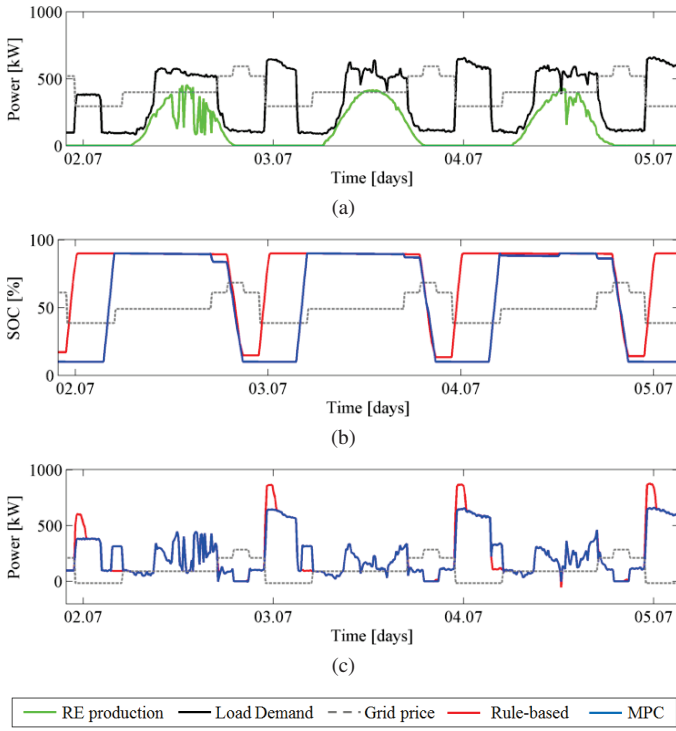 1000
500
0
Power [kW]
02.07 03.07 04.07 05.07
Time [days]
(a)
100
50
0
SOC [%]
02.07 03.07 04.07 05.07
Time [days]
(b)
1000
500
0
Power [kW]
02.07 03.07 04.07 05.07
Time [days]
(c)
RE production Load Demand Grid price Rule-based MPC